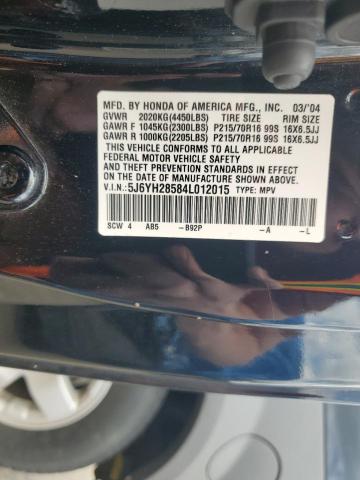 MFD. BY HONDA OF AMERICA MFG., INC. 03/'04
GVWR 2020KG(4450LBS) TIRE SIZE RIM SIZE
GAWR F 1045KG(2300LBS) P215/70R16 99S 16X6.5JJ
GAWR R 1000KG(2205LBS) P215/70R16 99S 16X6.5JJ
THIS VEHICLE CONFORMS TO ALL APPLICABLE
FEDERAL MOTOR VEHICLE SAFETY
AND THEFT PREVENTION STANDARDS IN EFFECT ON
THE DATE OF MANUFACTURE SHOWN ABOVE.
V.I.N.: 5J6YH28584L012015 TYPE: MPV
SCW 4 AB5 -B92P -A -L